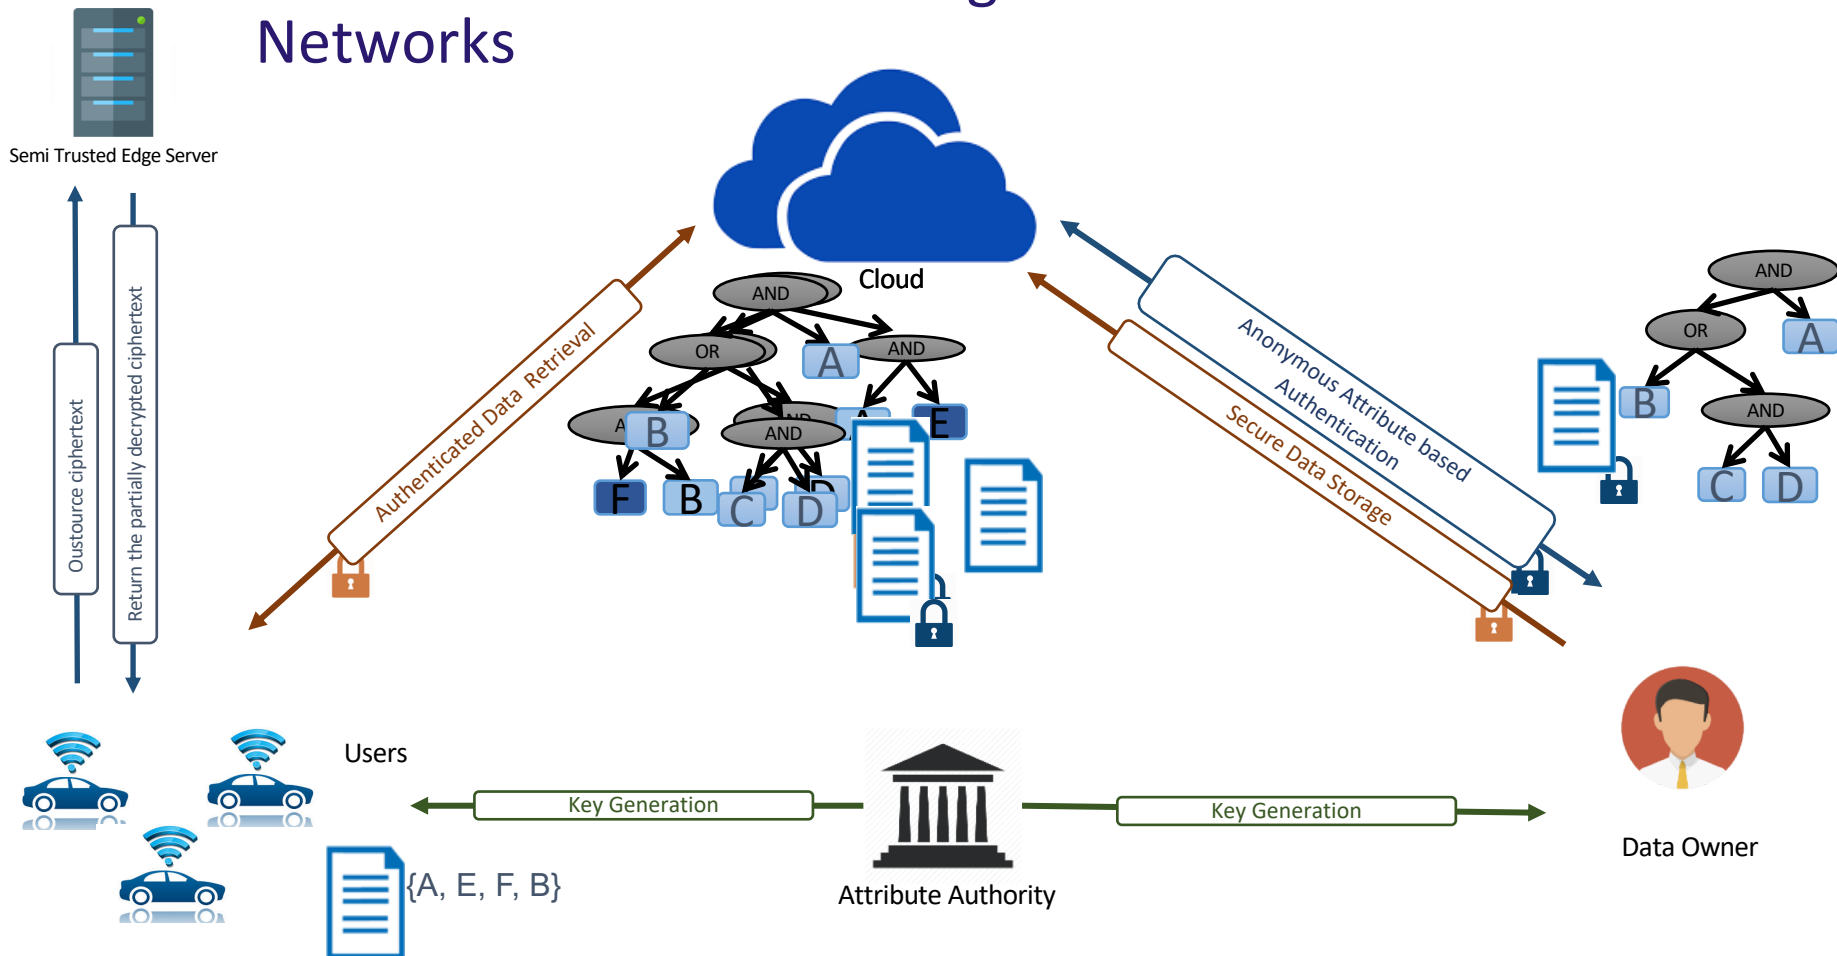 Networks
Semi Trusted Edge Server
Oustource ciphertext
Return the partially decrypted ciphertext
Cloud
Authenticated Data Retrieval
AND
OR
A
AND
B
AND
E
F
B
C
D
D
Anonymous Attribute based
Authentication
Secure Data Storage
AND
OR
A
B
AND
C
D
Users
Key Generation
Key Generation
{A, E, F, B}
Attribute Authority
Data Owner